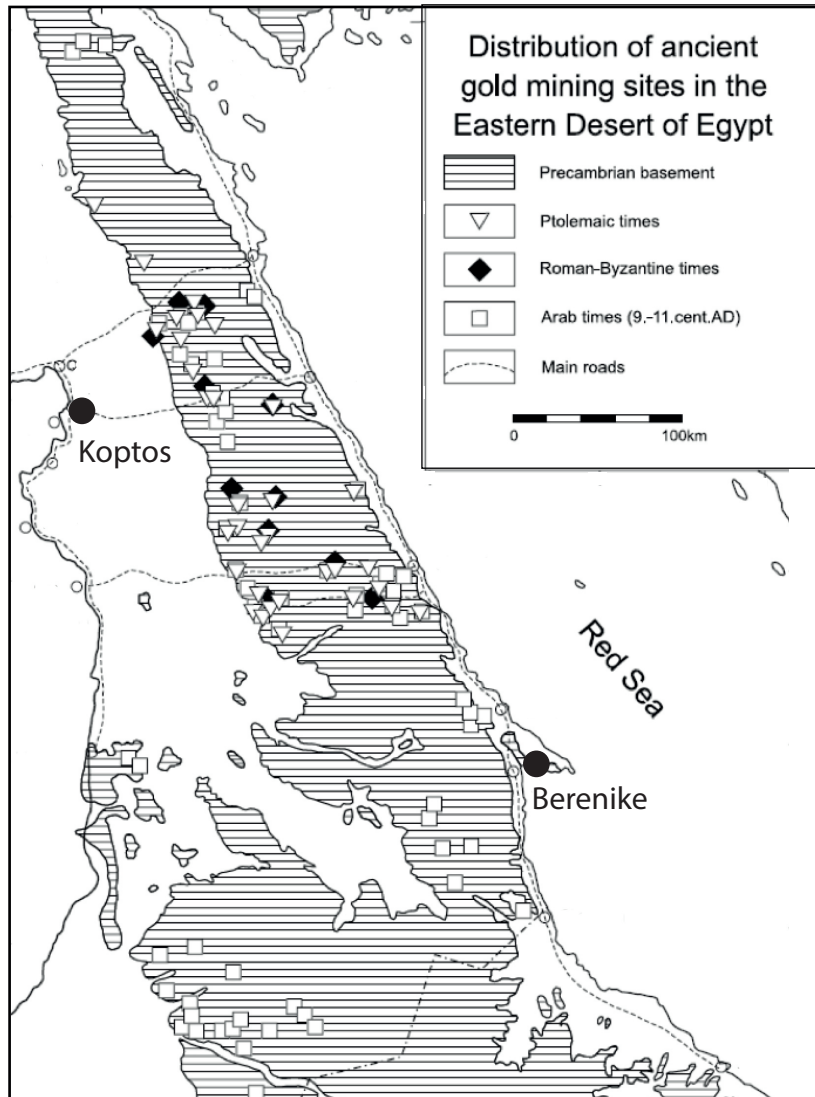 Distribution of ancient
gold mining sites in the
Eastern Desert of Egypt
Precambrian basement
Ptolemaic times
Roman-Byzantine times
Arab times (9.-11.cent.AD)
Main roads
0 100km
Koptos
Red Sea
Berenike